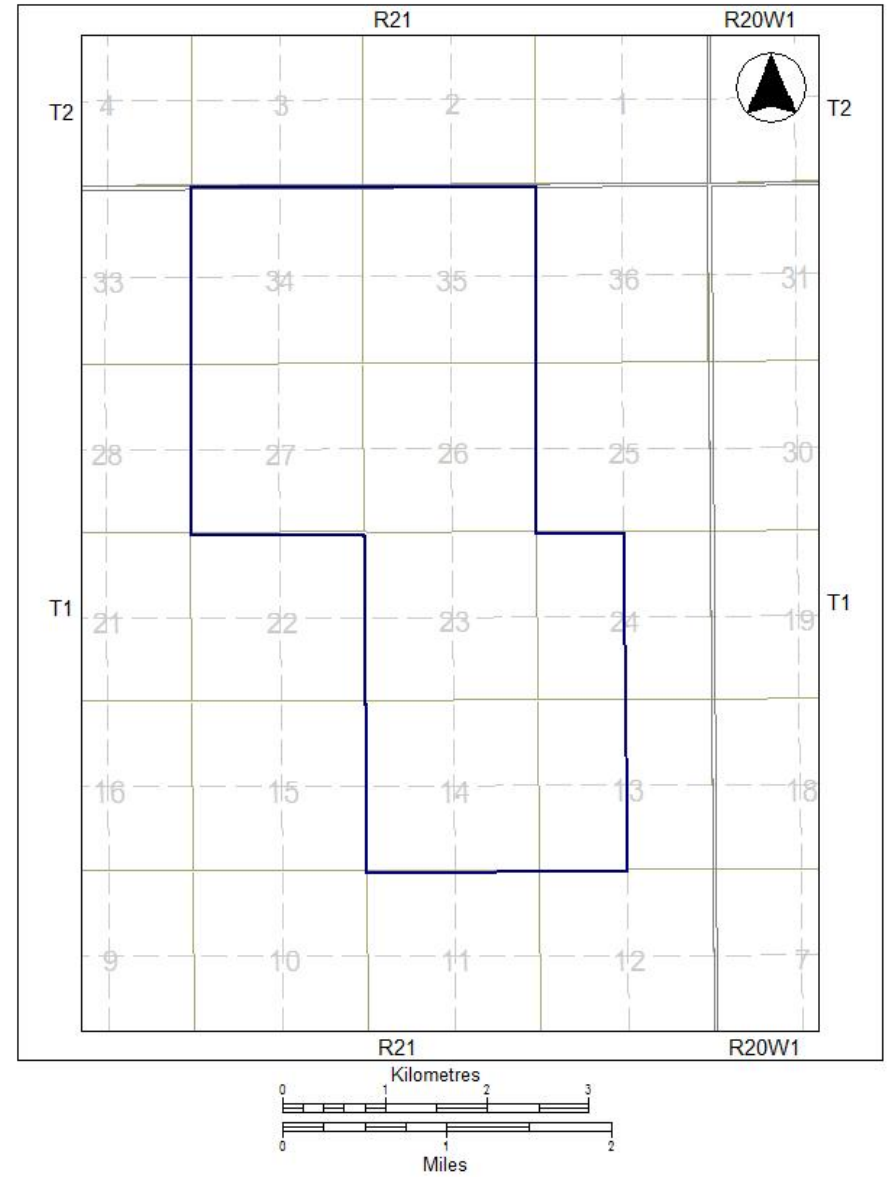 R21 R20W1
T2 4 3 2 1 T2
33 34 35 36 31
28 27 26 25 30
T1 21 22 23 24 19 T1
16 15 14 13 18
9 10 11 12 7
R21 R20W1
Kilometres
0 1 2 3
0 1 2
Miles